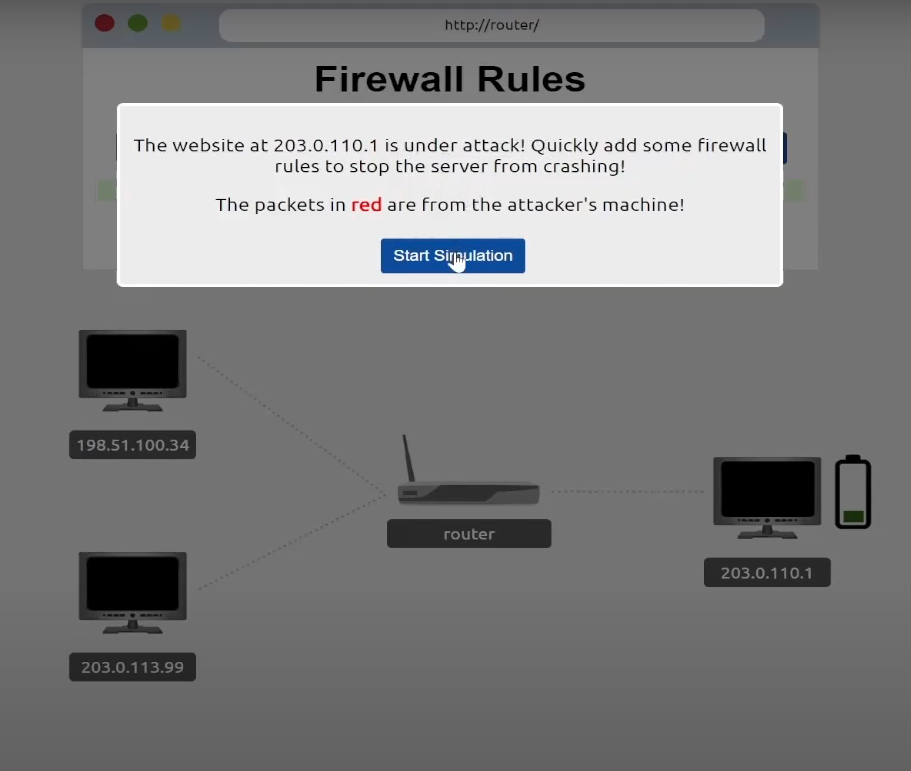 http://router/
Firewall Rules
The website at 203.0.110.1 is under attack! Quickly add some firewall
rules to stop the server from crashing!
The packets in red are from the attacker's machine!
Start Simulation
198.51.100.34
router
203.0.110.1
203.0.113.99